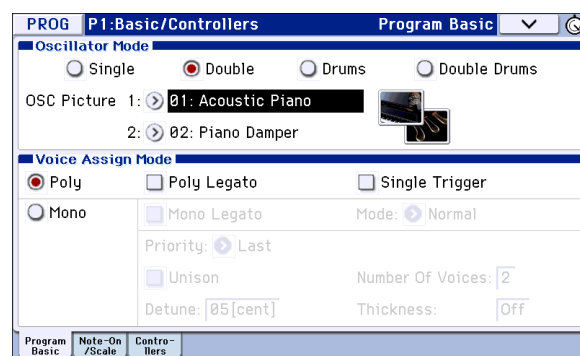 PROG P1:Basic/Controllers Program Basic
Oscillator Mode
Single Double Drums Double Drums
OSC Picture 1: 01: Acoustic Piano
2: 02: Piano Damper
Voice Assign Mode
Poly Poly Legato Single Trigger
Mono Mono Legato Mode: Normal
Priority: Last
Unison Number Of Voices: 2
Detune: 05[cent] Thickness: Off
Program Basic Note-On /Scale Contro- llers